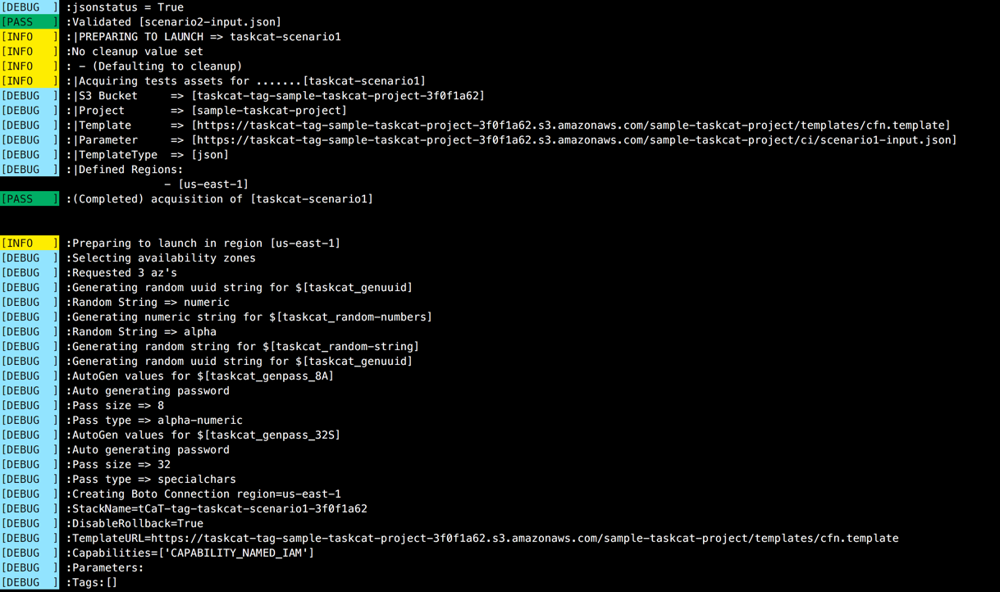 [DEBUG  ] :jsonstatus = True
[PASS   ] :Validated [scenario2-input.json]
[INFO   ] :|PREPARING TO LAUNCH => taskcat-scenario1
[INFO   ] :No cleanup value set
[INFO   ] : - (Defaulting to cleanup)
[INFO   ] :|Acquiring tests assets for .......[taskcat-scenario1]
[DEBUG  ] :|S3 Bucket     => [taskcat-tag-sample-taskcat-project-3f0f1a62]
[DEBUG  ] :|Project       => [sample-taskcat-project]
[DEBUG  ] :|Template      => [https://taskcat-tag-sample-taskcat-project-3f0f1a62.s3.amazonaws.com/sample-taskcat-project/templates/cfn.template]
[DEBUG  ] :|Parameter     => [https://taskcat-tag-sample-taskcat-project-3f0f1a62.s3.amazonaws.com/sample-taskcat-project/ci/scenario1-input.json]
[DEBUG  ] :|TemplateType  => [json]
[DEBUG  ] :|Defined Regions:
- [us-east-1]
[PASS   ] :(Completed) acquisition of [taskcat-scenario1]
[INFO   ] :Preparing to launch in region [us-east-1]
[DEBUG  ] :Selecting availability zones
[DEBUG  ] :Requested 3 az's
[DEBUG  ] :Generating random uuid string for $[taskcat_genuuid]
[DEBUG  ] :Random String => numeric
[DEBUG  ] :Generating numeric string for $[taskcat_random-numbers]
[DEBUG  ] :Random String => alpha
[DEBUG  ] :Generating random string for $[taskcat_random-string]
[DEBUG  ] :Generating random uuid string for $[taskcat_genuuid]
[DEBUG  ] :AutoGen values for $[taskcat_genpass_8A]
[DEBUG  ] :Auto generating password
[DEBUG  ] :Pass size => 8
[DEBUG  ] :Pass type => alpha-numeric
[DEBUG  ] :AutoGen values for $[taskcat_genpass_32S]
[DEBUG  ] :Auto generating password
[DEBUG  ] :Pass size => 32
[DEBUG  ] :Pass type => specialchars
[DEBUG  ] :Creating Boto Connection region=us-east-1
[DEBUG  ] :StackName=tCaT-tag-taskcat-scenario1-3f0f1a62
[DEBUG  ] :DisableRollback=True
[DEBUG  ] :TemplateURL=https://taskcat-tag-sample-taskcat-project-3f0f1a62.s3.amazonaws.com/sample-taskcat-project/templates/cfn.template
[DEBUG  ] :Capabilities=['CAPABILITY_NAMED_IAM']
[DEBUG  ] :Parameters:
[DEBUG  ] :Tags:[]